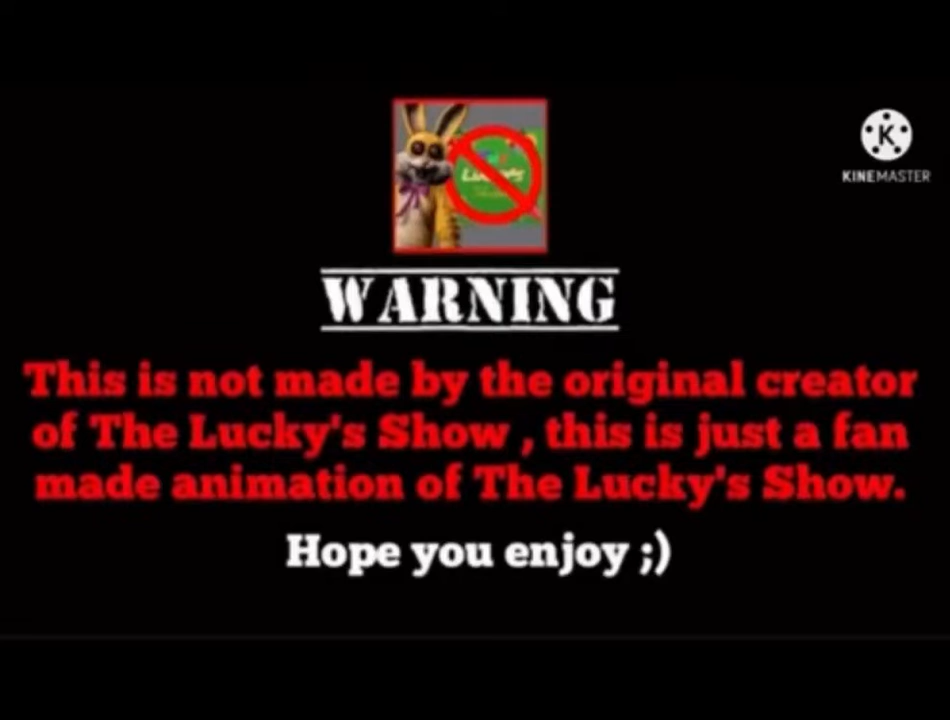 Lucky's
K
KINEMASTER
WARNING
This is not made by the original creator
of The Lucky's Show , this is just a fan
made animation of The Lucky's Show.
Hope you enjoy ;)